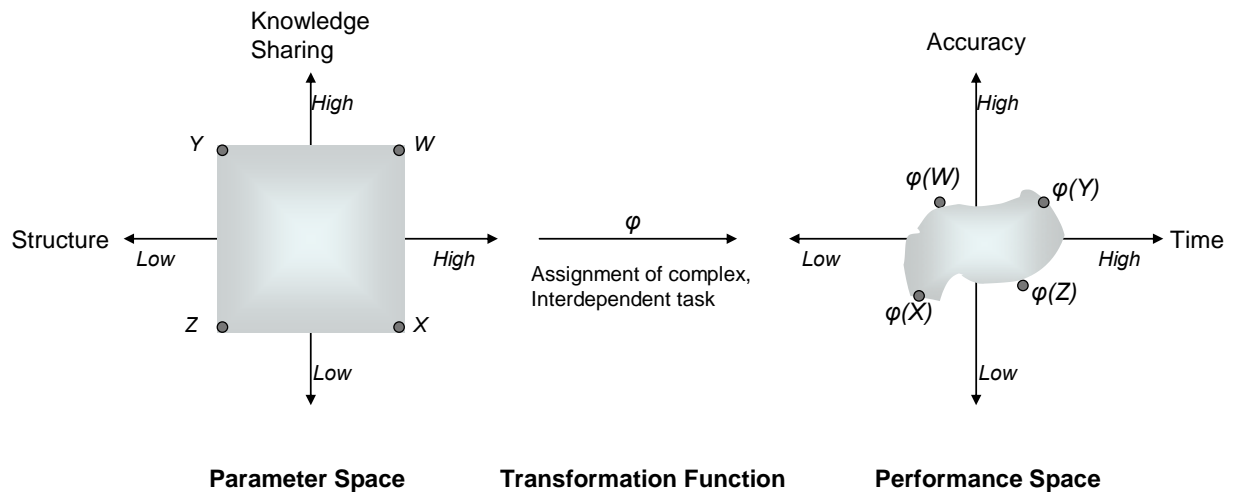 Knowledge
Sharing
High
Y
W
Structure
Low
High
Z
X
Low
Parameter Space
φ
Assignment of complex,
Interdependent task
Transformation Function
Accuracy
High
φ(W)
φ(Y)
Low
High
Time
φ(X)
φ(Z)
Low
Performance Space